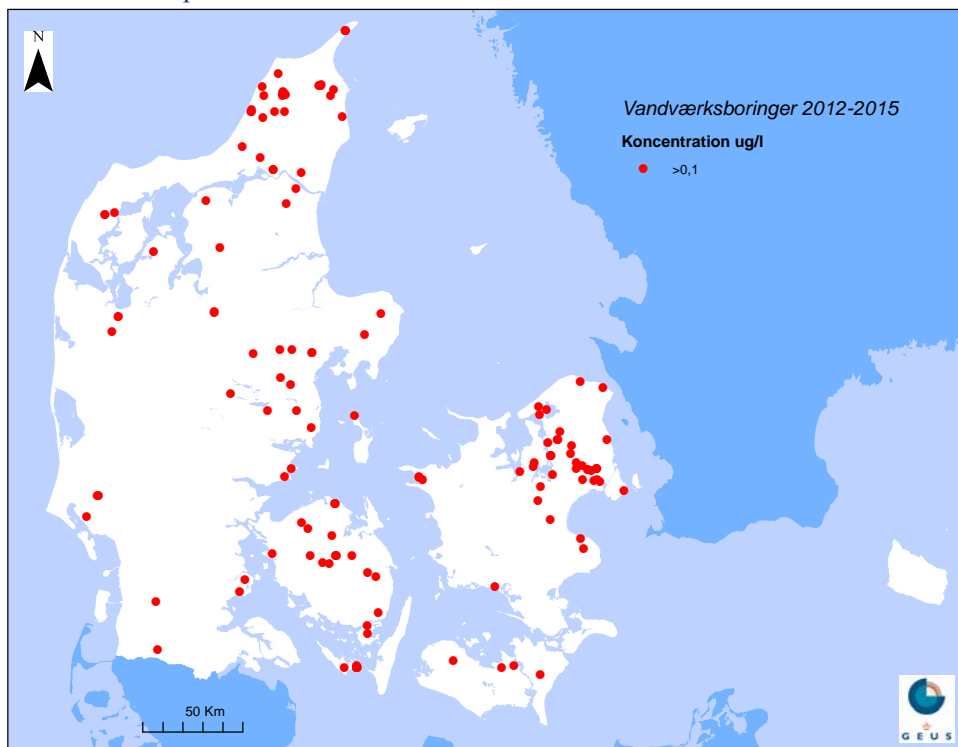 N
Vandværksboringer 2012-2015
Koncentration ug/l
>0,1
50 Km
G E U S